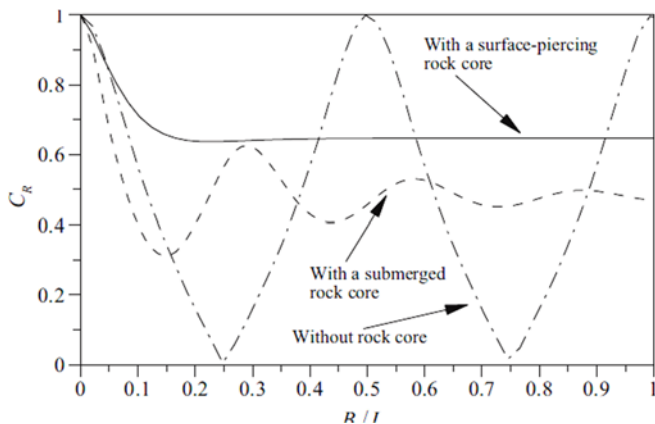 1
0.8
0.6
0.4
0.2
0
C_R
With a surface-piercing
rock core
With a submerged
rock core
Without rock core
0 0.1 0.2 0.3 0.4 0.5 0.6 0.7 0.8 0.9 1